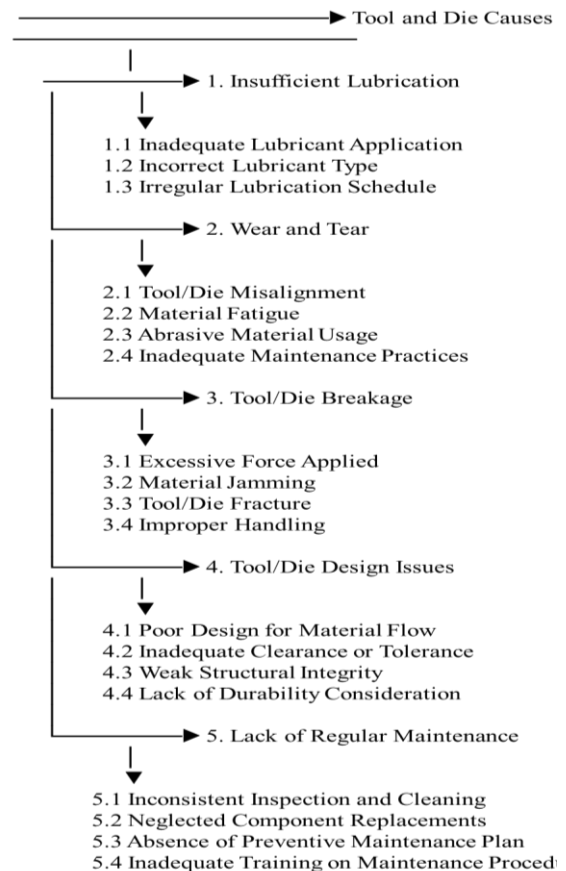 Tool and Die Causes
1. Insufficient Lubrication
1.1 Inadequate Lubricant Application
1.2 Incorrect Lubricant Type
1.3 Irregular Lubrication Schedule
2. Wear and Tear
2.1 Tool/Die Misalignment
2.2 Material Fatigue
2.3 Abrasive Material Usage
2.4 Inadequate Maintenance Practices
3. Tool/Die Breakage
3.1 Excessive Force Applied
3.2 Material Jamming
3.3 Tool/Die Fracture
3.4 Improper Handling
4. Tool/Die Design Issues
4.1 Poor Design for Material Flow
4.2 Inadequate Clearance or Tolerance
4.3 Weak Structural Integrity
4.4 Lack of Durability Consideration
5. Lack of Regular Maintenance
5.1 Inconsistent Inspection and Cleaning
5.2 Neglected Component Replacements
5.3 Absence of Preventive Maintenance Plan
5.4 Inadequate Training on Maintenance